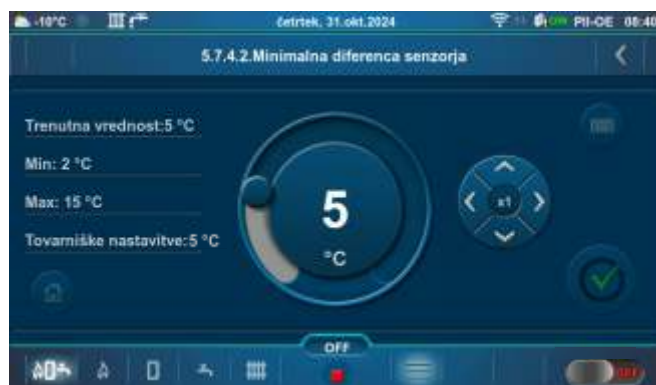 -10°C četrtek, 31.okt.2024 PII-OE 08:40
5.7.4.2.Minimalna diferenca senzorja
Trenutna vrednost:5 °C
Min: 2 °C
Max: 15 °C
Tovarniške nastavitve:5 °C
5
°C
x1
OFF
OFF